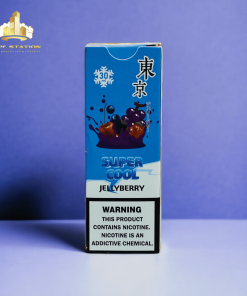 30
東
京
SUPER
COOL
JELLYBERRY
WARNING
THIS PRODUCT
CONTAINS NICOTINE.
NICOTINE IS AN
ADDICTIVE CHEMICAL.